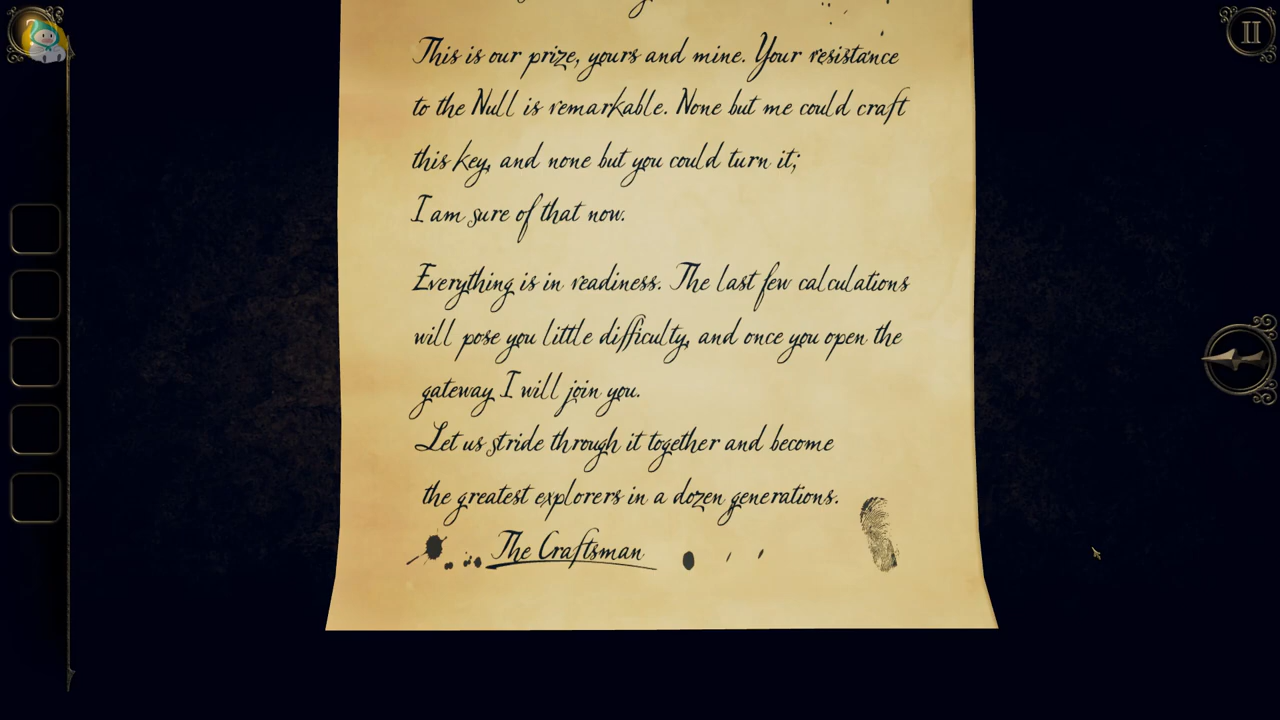 This is our prize, yours and mine. Your resistance
to the Null is remarkable. None but me could craft
this key, and none but you could turn it;
I am sure of that now.
Everything is in readiness. The last few calculations
will pose you little difficulty, and once you open the
gateway I will join you.
Let us stride through it together and become
the greatest explorers in a dozen generations.
The Craftsman